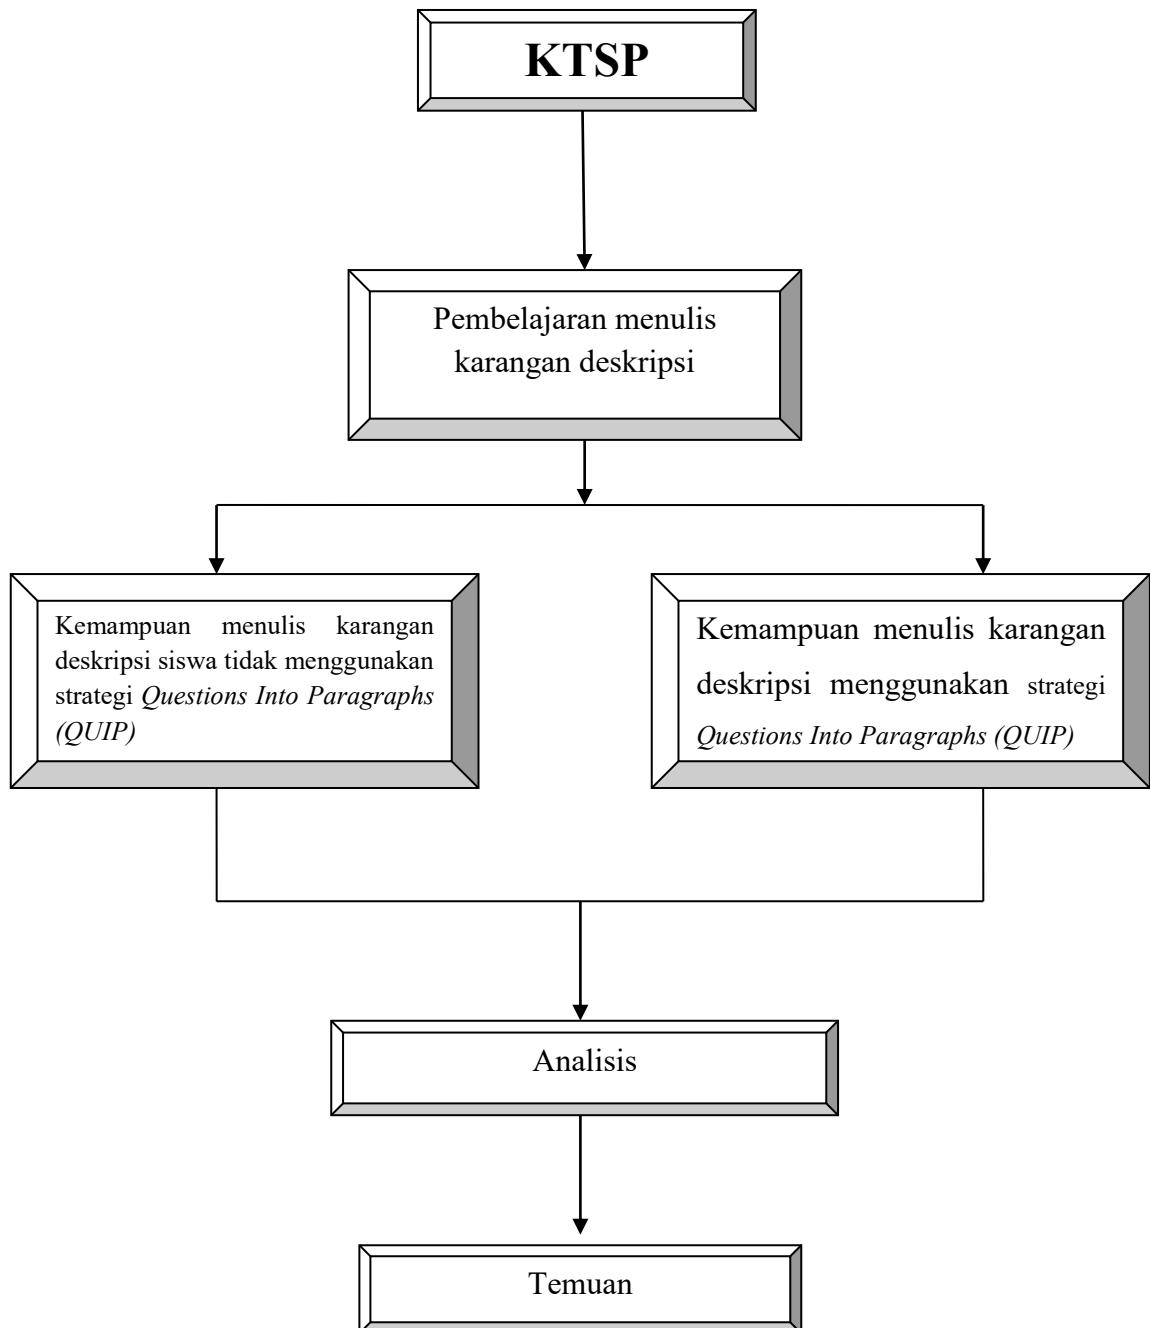 KTSP
Pembelajaran menulis
karangan deskripsi
Kemampuan menulis karangan
deskripsi siswa tidak menggunakan
strategi Questions Into Paragraphs
(QUIP)
Kemampuan menulis karangan
deskripsi menggunakan strategi
Questions Into Paragraphs (QUIP)
Analisis
Temuan